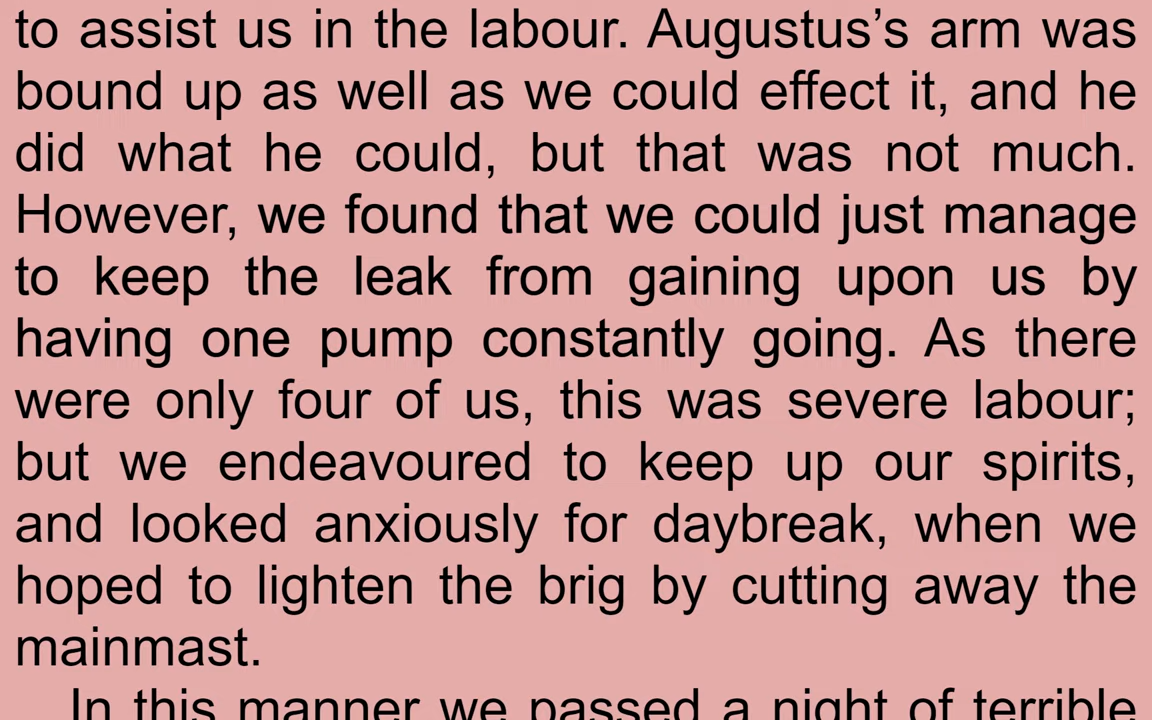 to assist us in the labour. Augustus’s arm was
bound up as well as we could effect it, and he
did what he could, but that was not much.
However, we found that we could just manage
to keep the leak from gaining upon us by
having one pump constantly going. As there
were only four of us, this was severe labour;
but we endeavoured to keep up our spirits,
and looked anxiously for daybreak, when we
hoped to lighten the brig by cutting away the
mainmast.
In this manner we passed a night of terrible